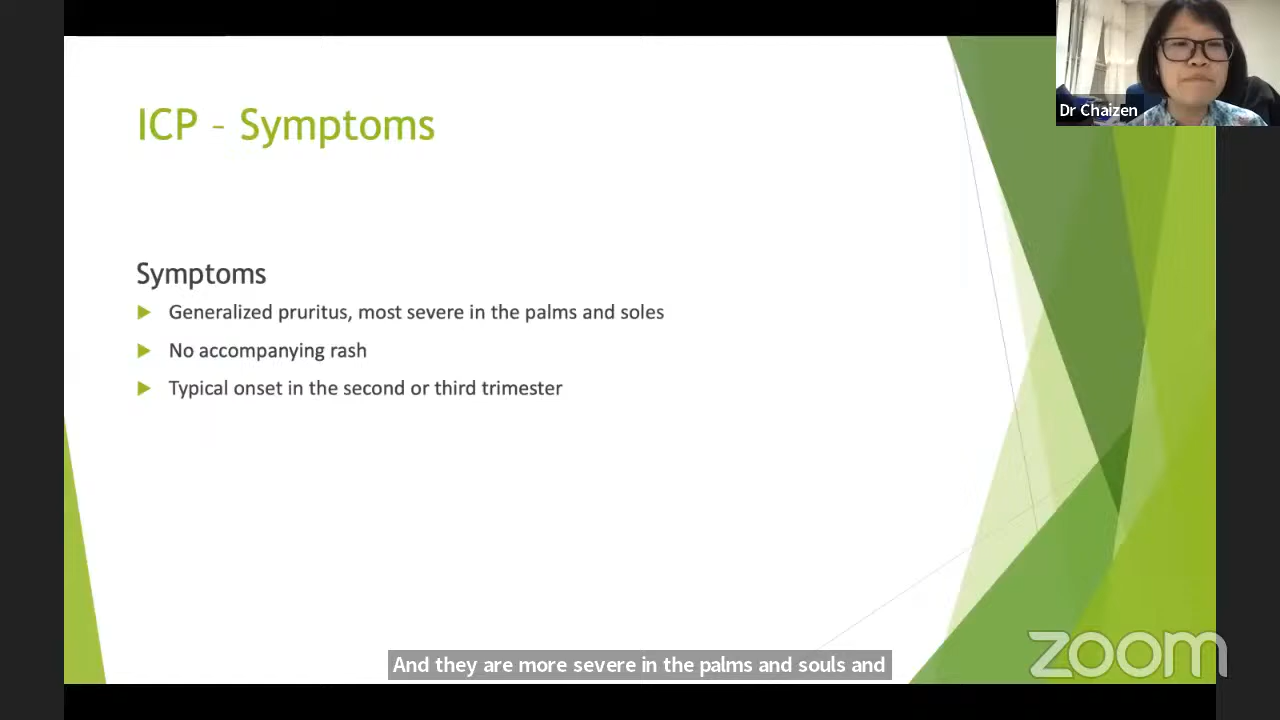 Dr Chaizen
ICP - Symptoms
Symptoms
Generalized pruritus, most severe in the palms and soles
No accompanying rash
Typical onset in the second or third trimester
And they are more severe in the palms and souls and
zoom